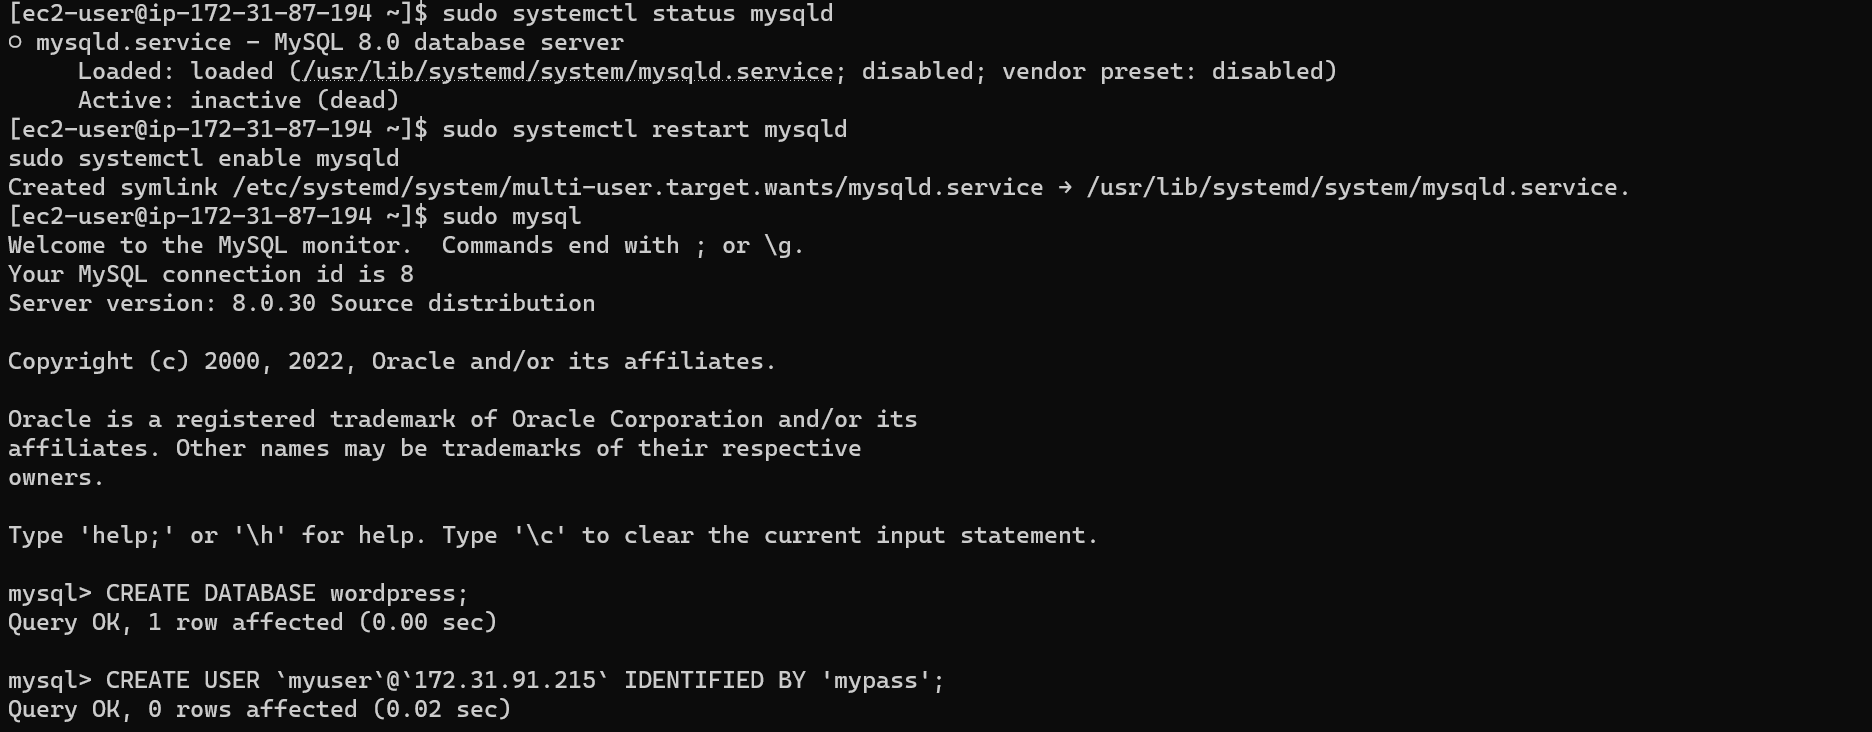 [ec2-user@ip-172-31-87-194 ~]$ sudo systemctl status mysqld
○ mysqld.service - MySQL 8.0 database server
     Loaded: loaded (/usr/lib/systemd/system/mysqld.service; disabled; vendor preset: disabled)
     Active: inactive (dead)
[ec2-user@ip-172-31-87-194 ~]$ sudo systemctl restart mysqld
sudo systemctl enable mysqld
Created symlink /etc/systemd/system/multi-user.target.wants/mysqld.service → /usr/lib/systemd/system/mysqld.service.
[ec2-user@ip-172-31-87-194 ~]$ sudo mysql
Welcome to the MySQL monitor.  Commands end with ; or \g.
Your MySQL connection id is 8
Server version: 8.0.30 Source distribution

Copyright (c) 2000, 2022, Oracle and/or its affiliates.

Oracle is a registered trademark of Oracle Corporation and/or its
affiliates. Other names may be trademarks of their respective
owners.

Type 'help;' or '\h' for help. Type '\c' to clear the current input statement.

mysql> CREATE DATABASE wordpress;
Query OK, 1 row affected (0.00 sec)

mysql> CREATE USER `myuser`@`172.31.91.215` IDENTIFIED BY 'mypass';
Query OK, 0 rows affected (0.02 sec)